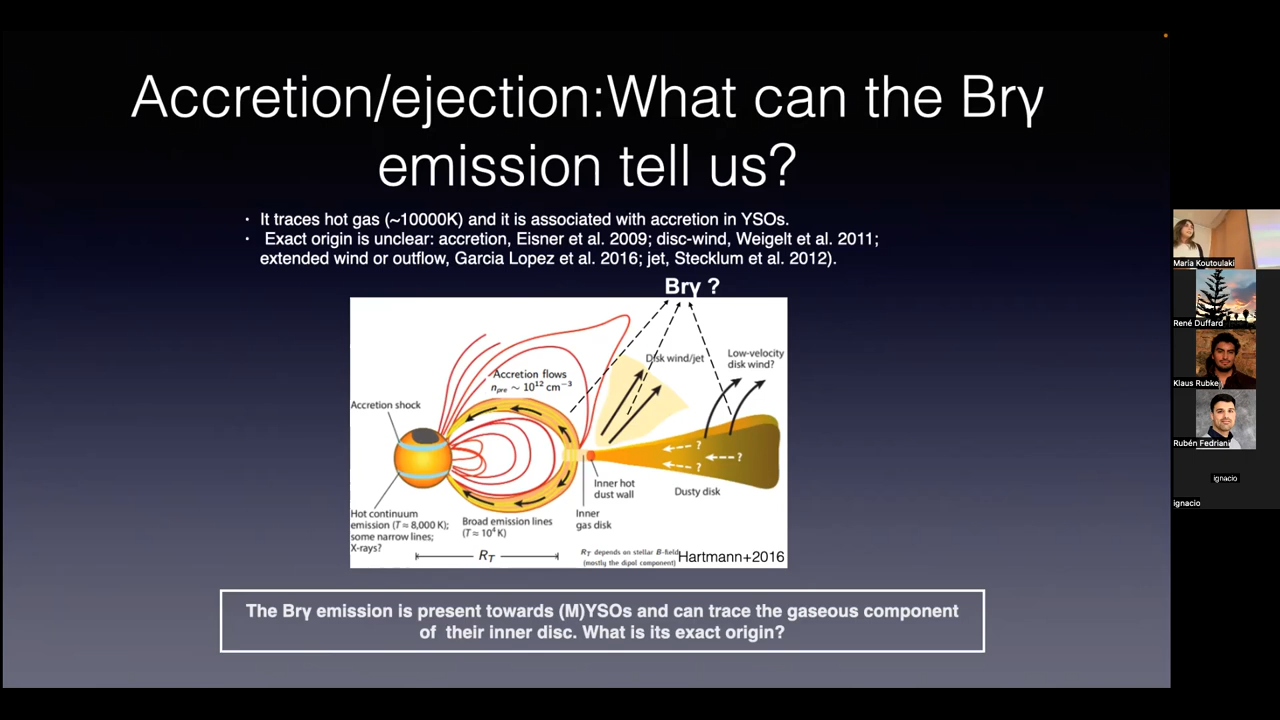 Accretion/ejection:What can the Brγ
emission tell us?
· It traces hot gas (~10000K) and it is associated with accretion in YSOs.
· Exact origin is unclear: accretion, Eisner et al. 2009; disc-wind, Weigelt et al. 2011;
extended wind or outflow, Garcia Lopez et al. 2016; jet, Stecklum et al. 2012).
Brγ ?
Disk wind/jet
Low-velocity
disk wind?
Accretion flows
n_pre ~ 10¹² cm⁻³
Accretion shock
?
?
?
Inner hot
dust wall
Dusty disk
Hot continuum
emission (T ≈ 8,000 K);
some narrow lines;
X-rays?
Broad emission lines
(T ≈ 10⁴ K)
Inner
gas disk
R_T
R_T depends on stellar B-field
(mostly the dipol component)
Hartmann+2016
The Brγ emission is present towards (M)YSOs and can trace the gaseous component
of their inner disc. What is its exact origin?
María Koutoulaki
René Duffard
Klaus Rubke
Rubén Fedriani
ignacio
ignacio